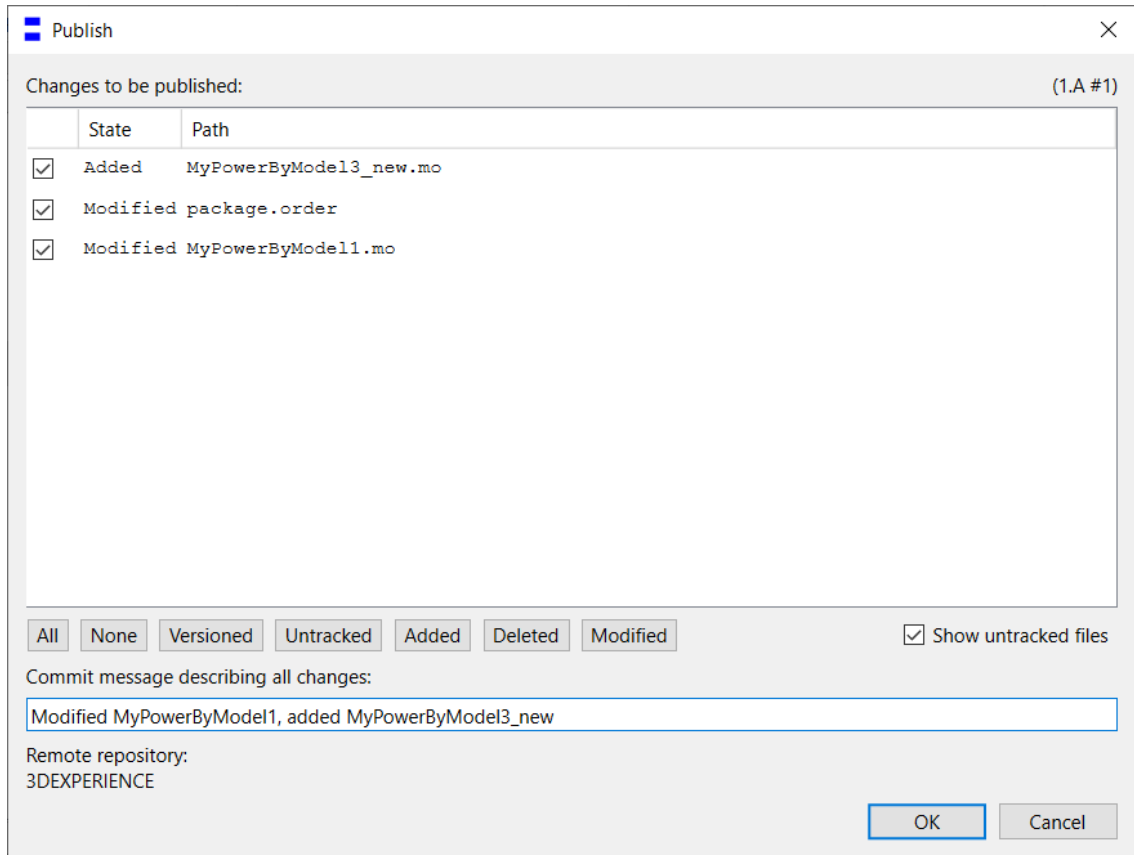 Publish
Changes to be published: (1.A #1)
State Path
Added MyPowerByModel3_new.mo
Modified package.order
Modified MyPowerByModel1.mo
All None Versioned Untracked Added Deleted Modified Show untracked files
Commit message describing all changes:
Modified MyPowerByModel1, added MyPowerByModel3_new
Remote repository:
3DEXPERIENCE
OK Cancel